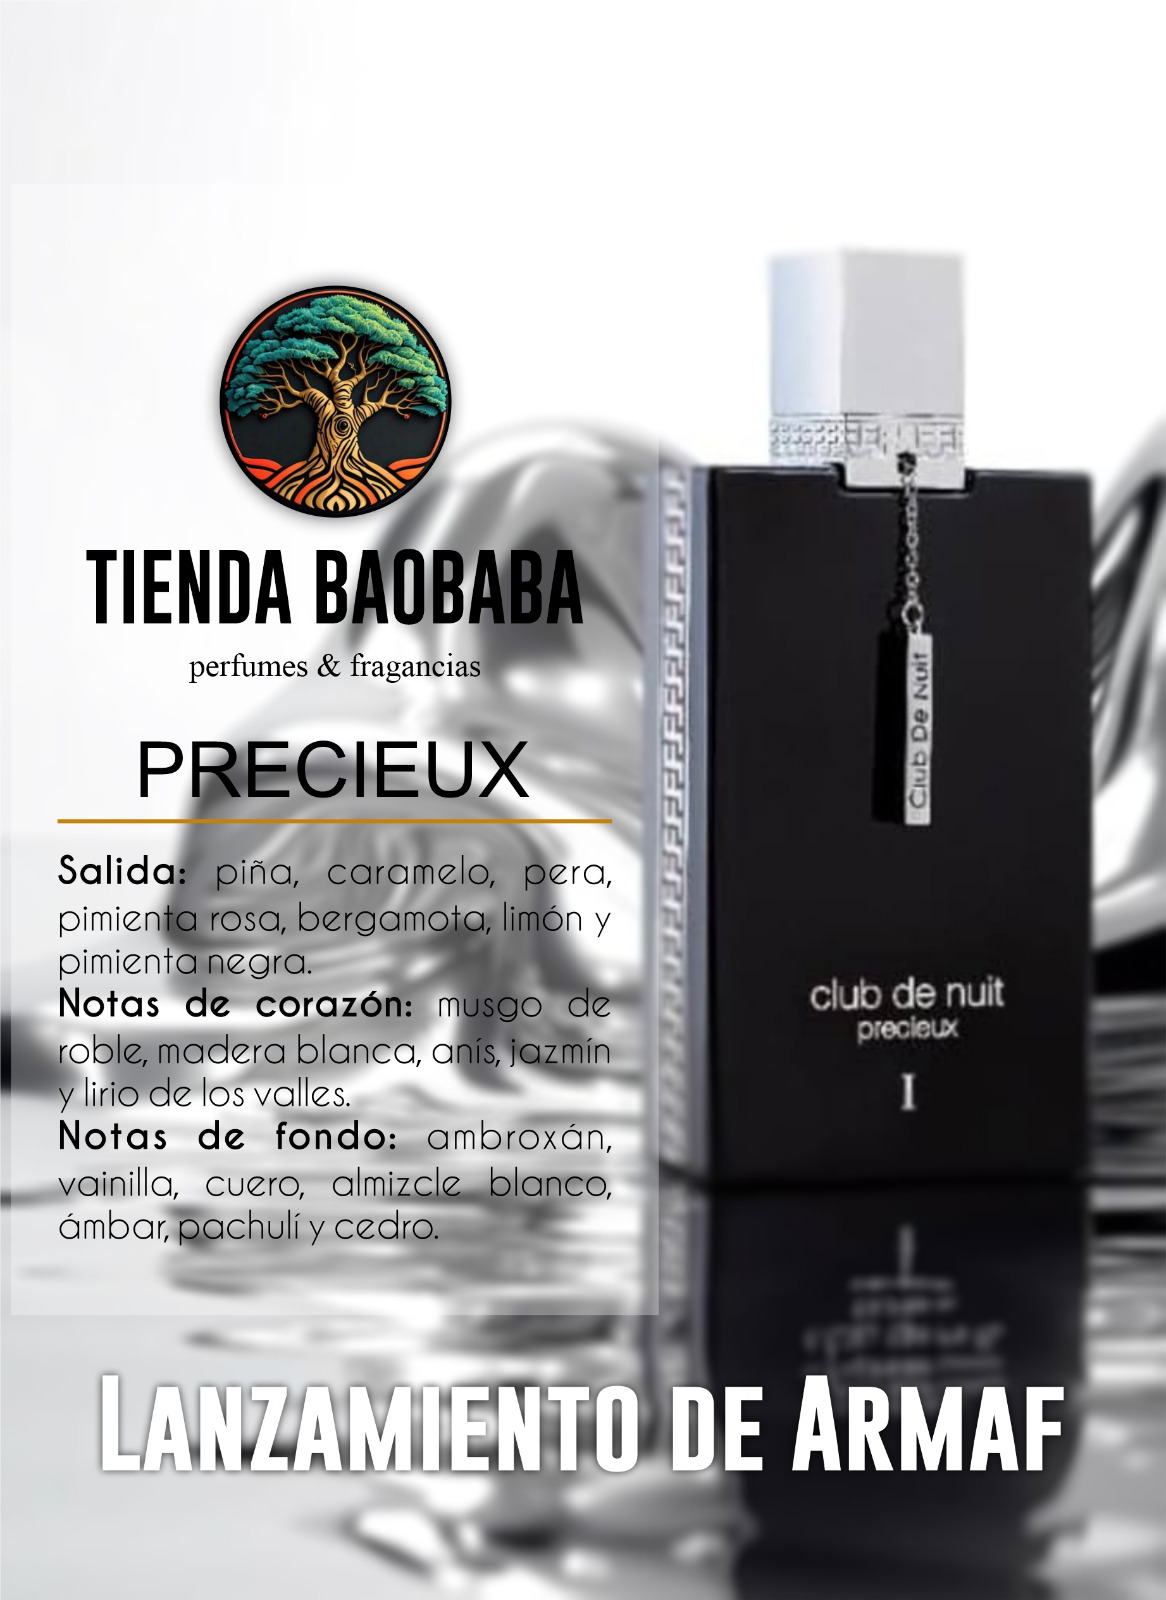 TIENDA BAOBABA
perfumes & fragancias
PRECIEUX
Salida: piña, caramelo, pera,
pimienta rosa, bergamota, limón y
pimienta negra.
Notas de corazón: musgo de
roble, madera blanca, anís, jazmín
y lirio de los valles.
Notas de fondo: ambroxán,
vainilla, cuero, almizcle blanco,
ámbar, pachulí y cedro.
Club De Nuit
club de nuit
precieux
I
LANZAMIENTO DE ARMAF